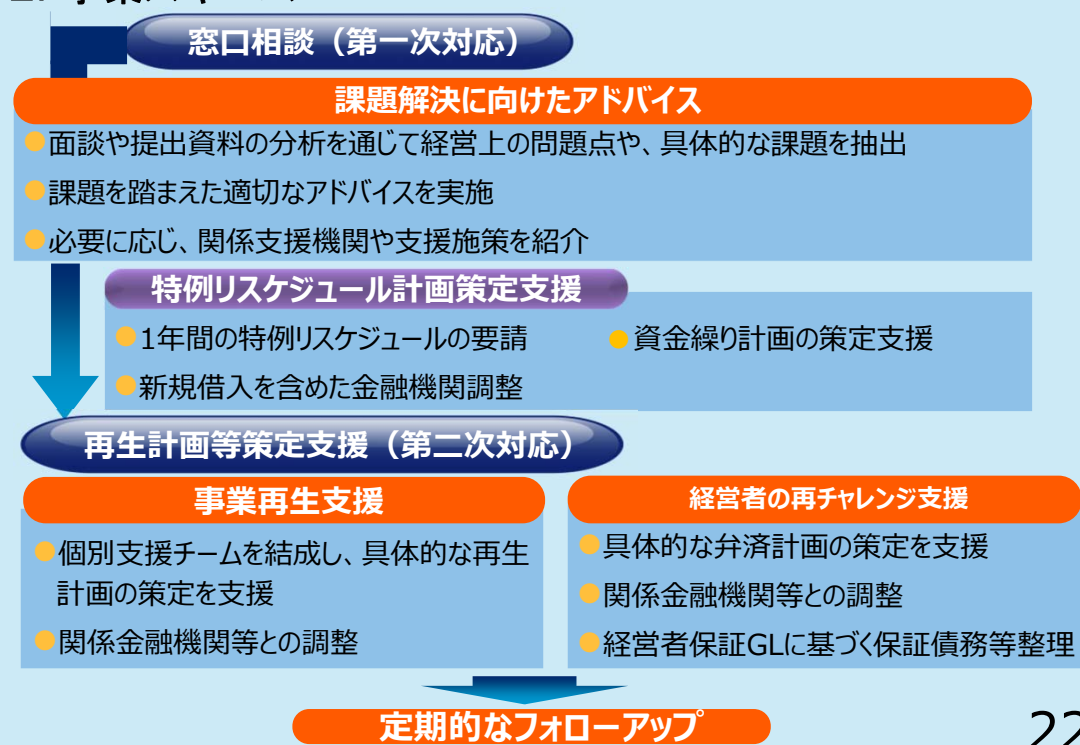 窓口相談（第一次対応）
課題解決に向けたアドバイス
面談や提出資料の分析を通じて経営上の問題点や、具体的な課題を抽出
課題を踏まえた適切なアドバイスを実施
必要に応じ、関係支援機関や支援施策を紹介
特例リスケジュール計画策定支援
1年間の特例リスケジュールの要請
資金繰り計画の策定支援
新規借入を含めた金融機関調整
再生計画等策定支援（第二次対応）
事業再生支援
個別支援チームを結成し、具体的な再生
計画の策定を支援
関係金融機関等との調整
経営者の再チャレンジ支援
具体的な弁済計画の策定を支援
関係金融機関等との調整
経営者保証GLに基づく保証債務等整理
定期的なフォローアップ
22